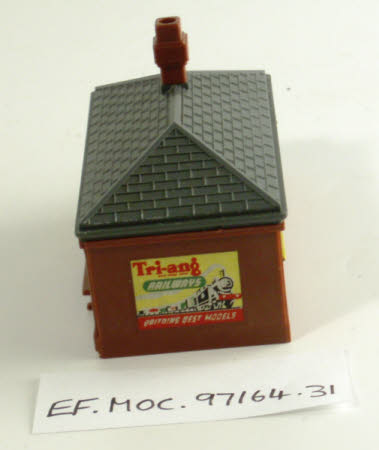 Tri-ang
RAILWAYS
BRITAINS BEST MODELS
EF. MOC. 97164.31